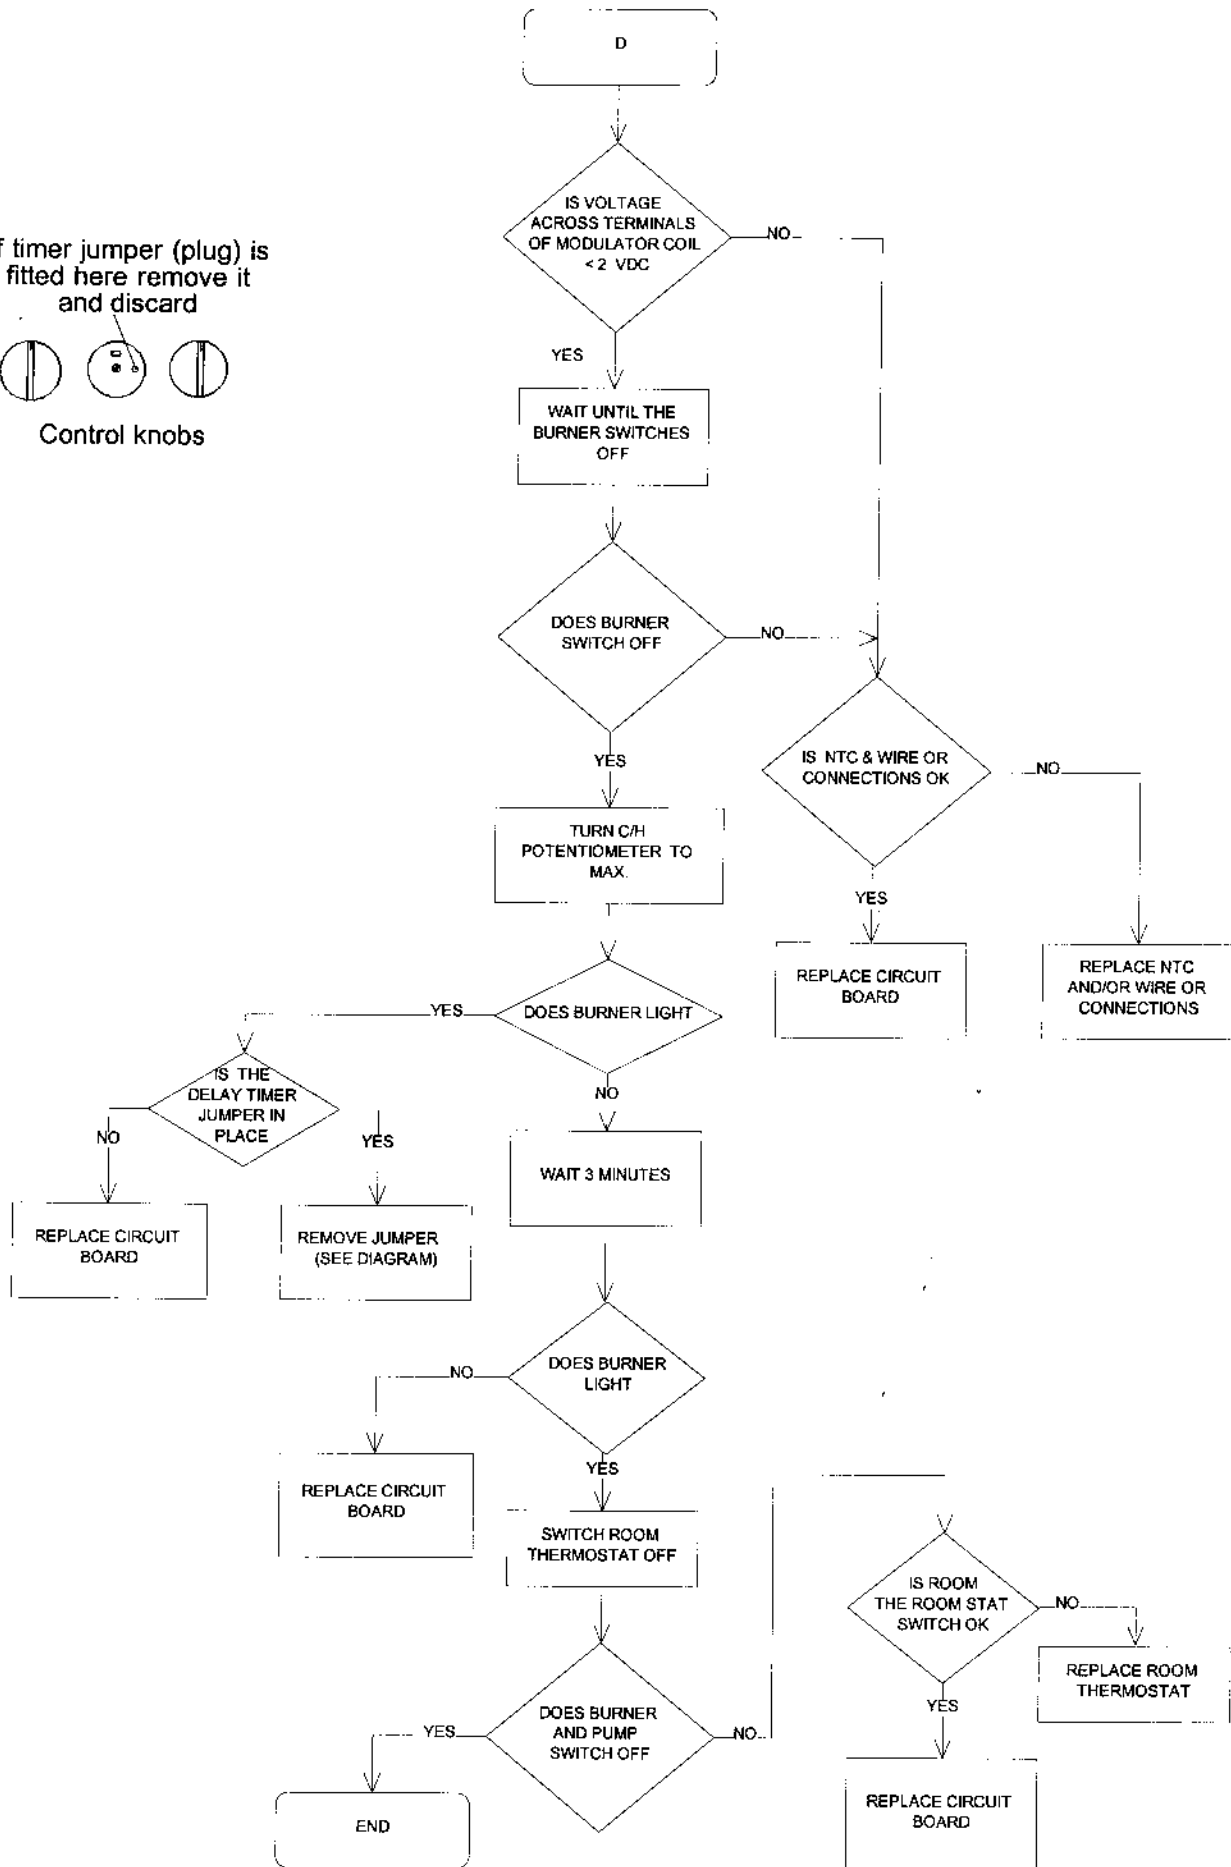 D
IS VOLTAGE
ACROSS TERMINALS
OF MODULATOR COIL
< 2 VDC
NO
timer jumper (plug) is
fitted here remove it
and discard
Control knobs
YES
WAIT UNTIL THE
BURNER SWITCHES
OFF
DOES BURNER
SWITCH OFF
NO
YES
IS NTC & WIRE OR
CONNECTIONS OK
NO
TURN C/H
POTENTIOMETER TO
MAX.
YES
REPLACE CIRCUIT
BOARD
REPLACE NTC
AND/OR WIRE OR
CONNECTIONS
DOES BURNER LIGHT
YES
NO
IS THE
DELAY TIMER
JUMPER IN
PLACE
NO
YES
WAIT 3 MINUTES
REPLACE CIRCUIT
BOARD
REMOVE JUMPER
(SEE DIAGRAM)
DOES BURNER
LIGHT
NO
YES
REPLACE CIRCUIT
BOARD
SWITCH ROOM
THERMOSTAT OFF
IS ROOM
THE ROOM STAT
SWITCH OK
NO
REPLACE ROOM
THERMOSTAT
YES
DOES BURNER
AND PUMP
SWITCH OFF
YES
NO
END
REPLACE CIRCUIT
BOARD